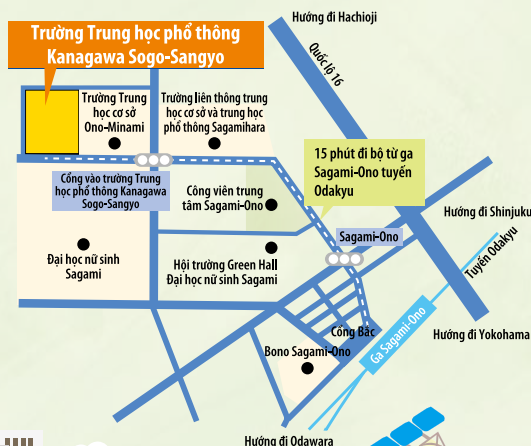 Trường Trung học phổ thông
Kanagawa Sogo-Sangyo
Hướng đi Hachioji
Quốc lộ 16
Trường Trung
học cơ sở
Ono-Minami
Trường liên thông trung
học cơ sở và trung học
phổ thông Sagamihara
15 phút đi bộ từ ga
Sagami-Ono tuyến
Odakyu
Cổng vào trường Trung
học phổ thông Kanagawa
Sogo-Sangyo
Công viên trung
tâm Sagami-Ono
Hướng đi Shinjuku
Tuyến Odakyu
Sagami-Ono
Đại học nữ sinh
Sagami
Hội trường Green Hall
Đại học nữ sinh Sagami
Cổng Bắc
Ga Sagami-Ono
Hướng đi Yokohama
Bono Sagami-Ono
Hướng đi Odawara